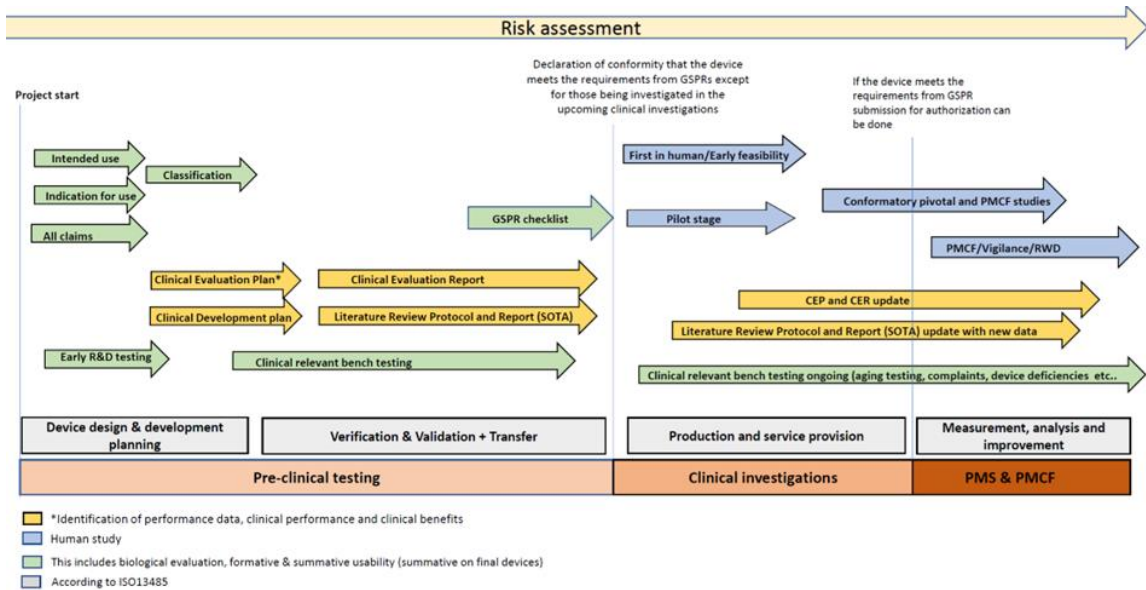 Risk assessment
Declaration of conformity that the device
meets the requirements from GSPRs except
for those being investigated in the
upcoming clinical investigations
If the device meets the
requirements from GSPR
submission for authorization can
be done
Project start
Intended use
Classification
Indication for use
All claims
First in human/Early feasibility
GSPR checklist
Pilot stage
Conformatory pivotal and PMCF studies
PMCF/Vigilance/RWD
Clinical Evaluation Plan*
Clinical Evaluation Report
CEP and CER update
Clinical Development plan
Literature Review Protocol and Report (SOTA)
Literature Review Protocol and Report (SOTA) update with new data
Early R&D testing
Clinical relevant bench testing
Clinical relevant bench testing ongoing (aging testing, complaints, device deficiencies etc..
Device design & development
planning
Verification & Validation + Transfer
Production and service provision
Measurement, analysis and
improvement
Pre-clinical testing
Clinical investigations
PMS & PMCF
*Identification of performance data, clinical performance and clinical benefits
Human study
This includes biological evaluation, formative & summative usability (summative on final devices)
According to ISO13485